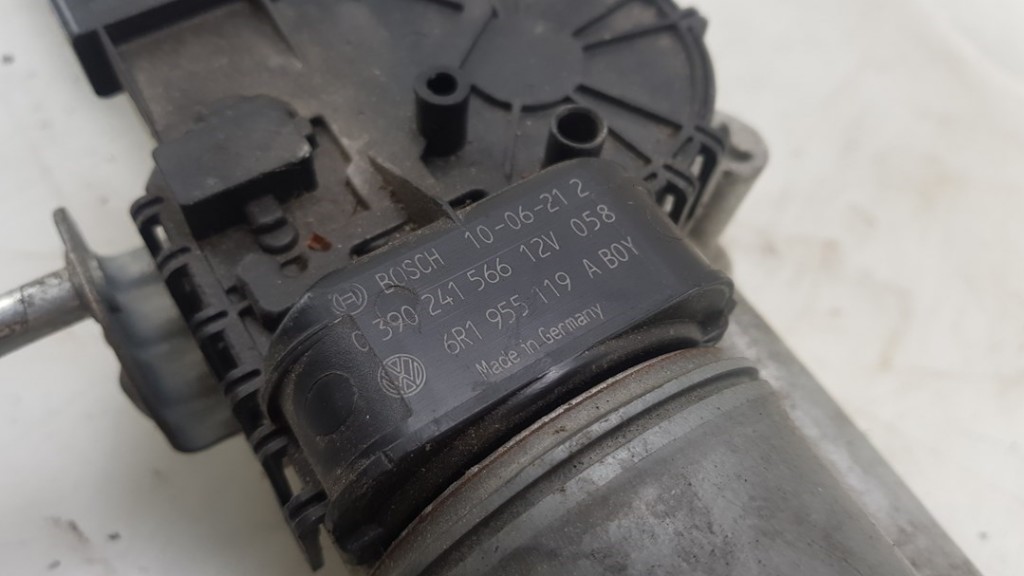 BOSCH 10-06-21 2
0 390 241 566 12V 058
6R1 955 119 A BOY
Made in Germany